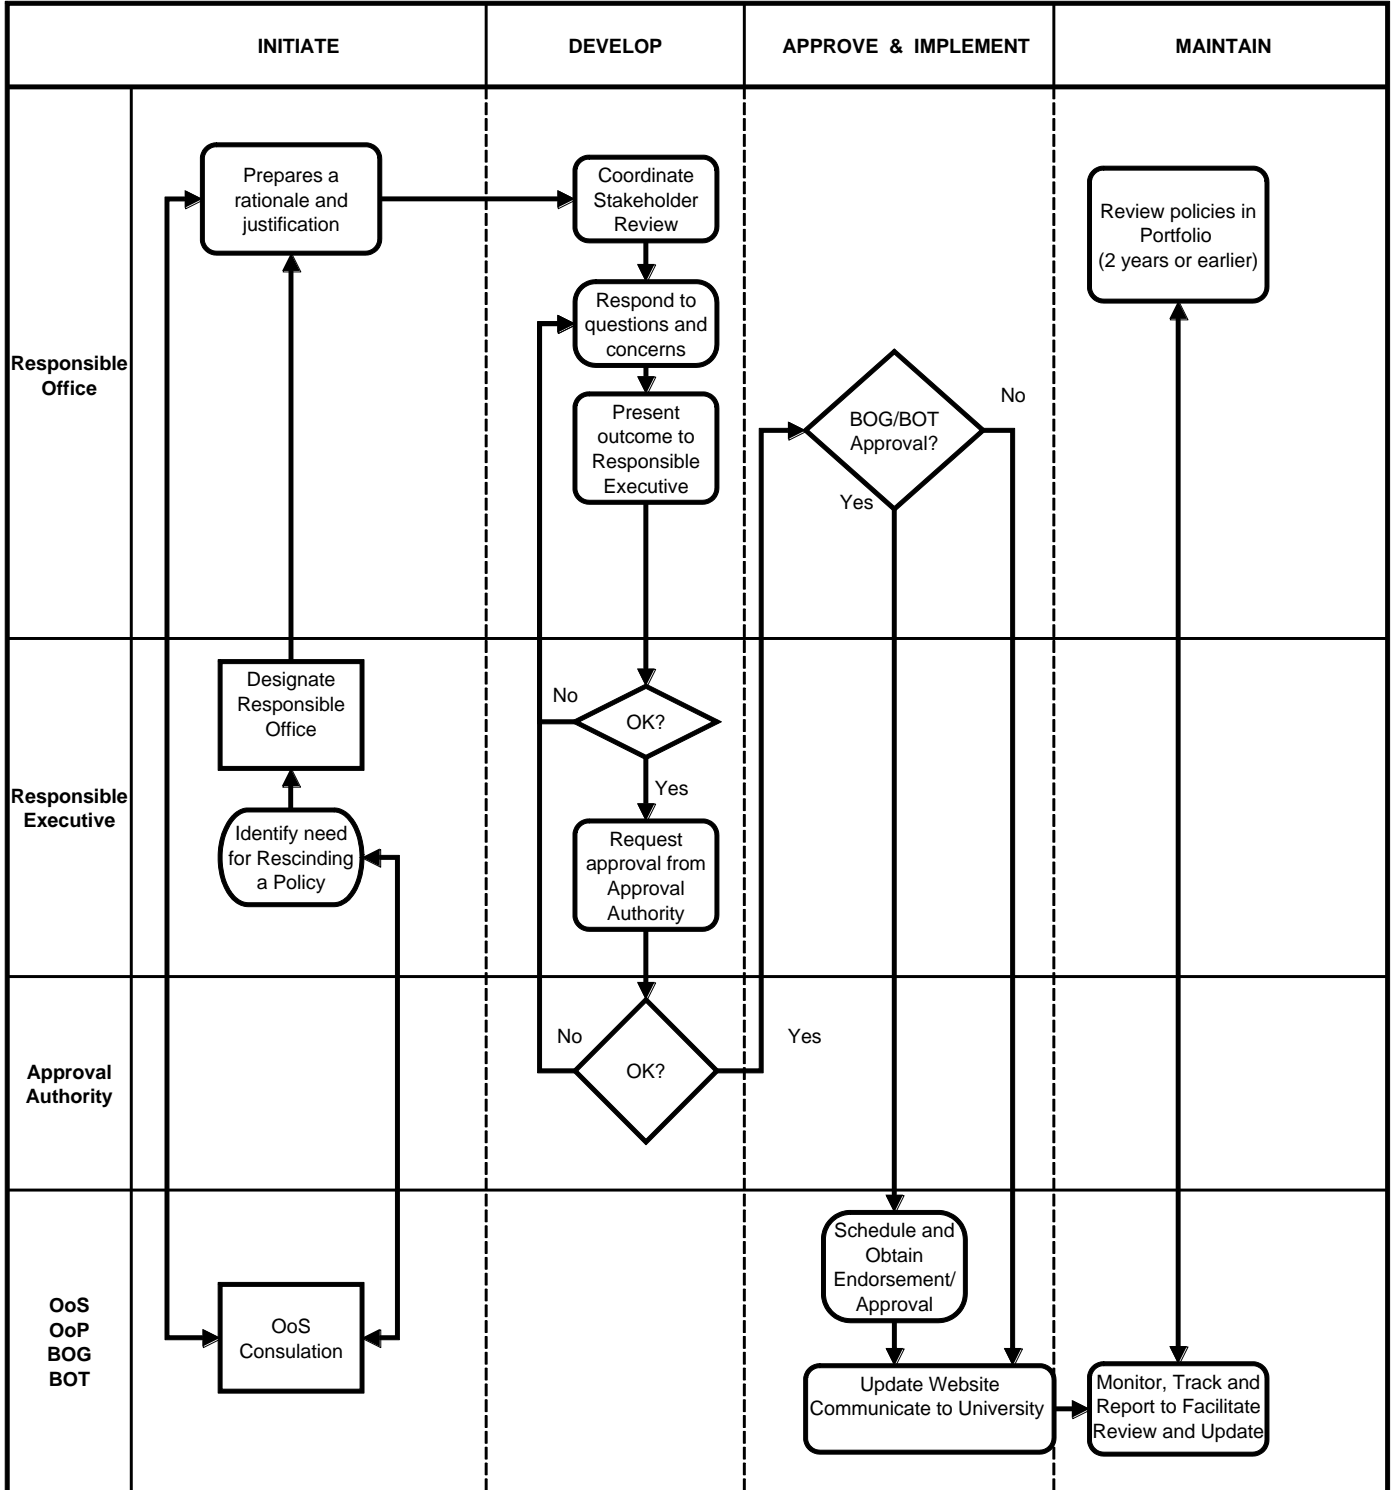 INITIATE
DEVELOP
APPROVE & IMPLEMENT
MAINTAIN
Responsible
Office
Prepares a
rationale and
justification
Coordinate
Stakeholder
Review
Respond to
questions and
concerns
Present
outcome to
Responsible
Executive
BOG/BOT
Approval?
No
Yes
Review policies in
Portfolio
(2 years or earlier)
Responsible
Executive
Designate
Responsible
Office
Identify need
for Rescinding
a Policy
No
OK?
Yes
Request
approval from
Approval
Authority
Approval
Authority
No
OK?
Yes
OoS
OoP
BOG
BOT
OoS
Consulation
Schedule and
Obtain
Endorsement/
Approval
Update Website
Communicate to University
Monitor, Track and
Report to Facilitate
Review and Update